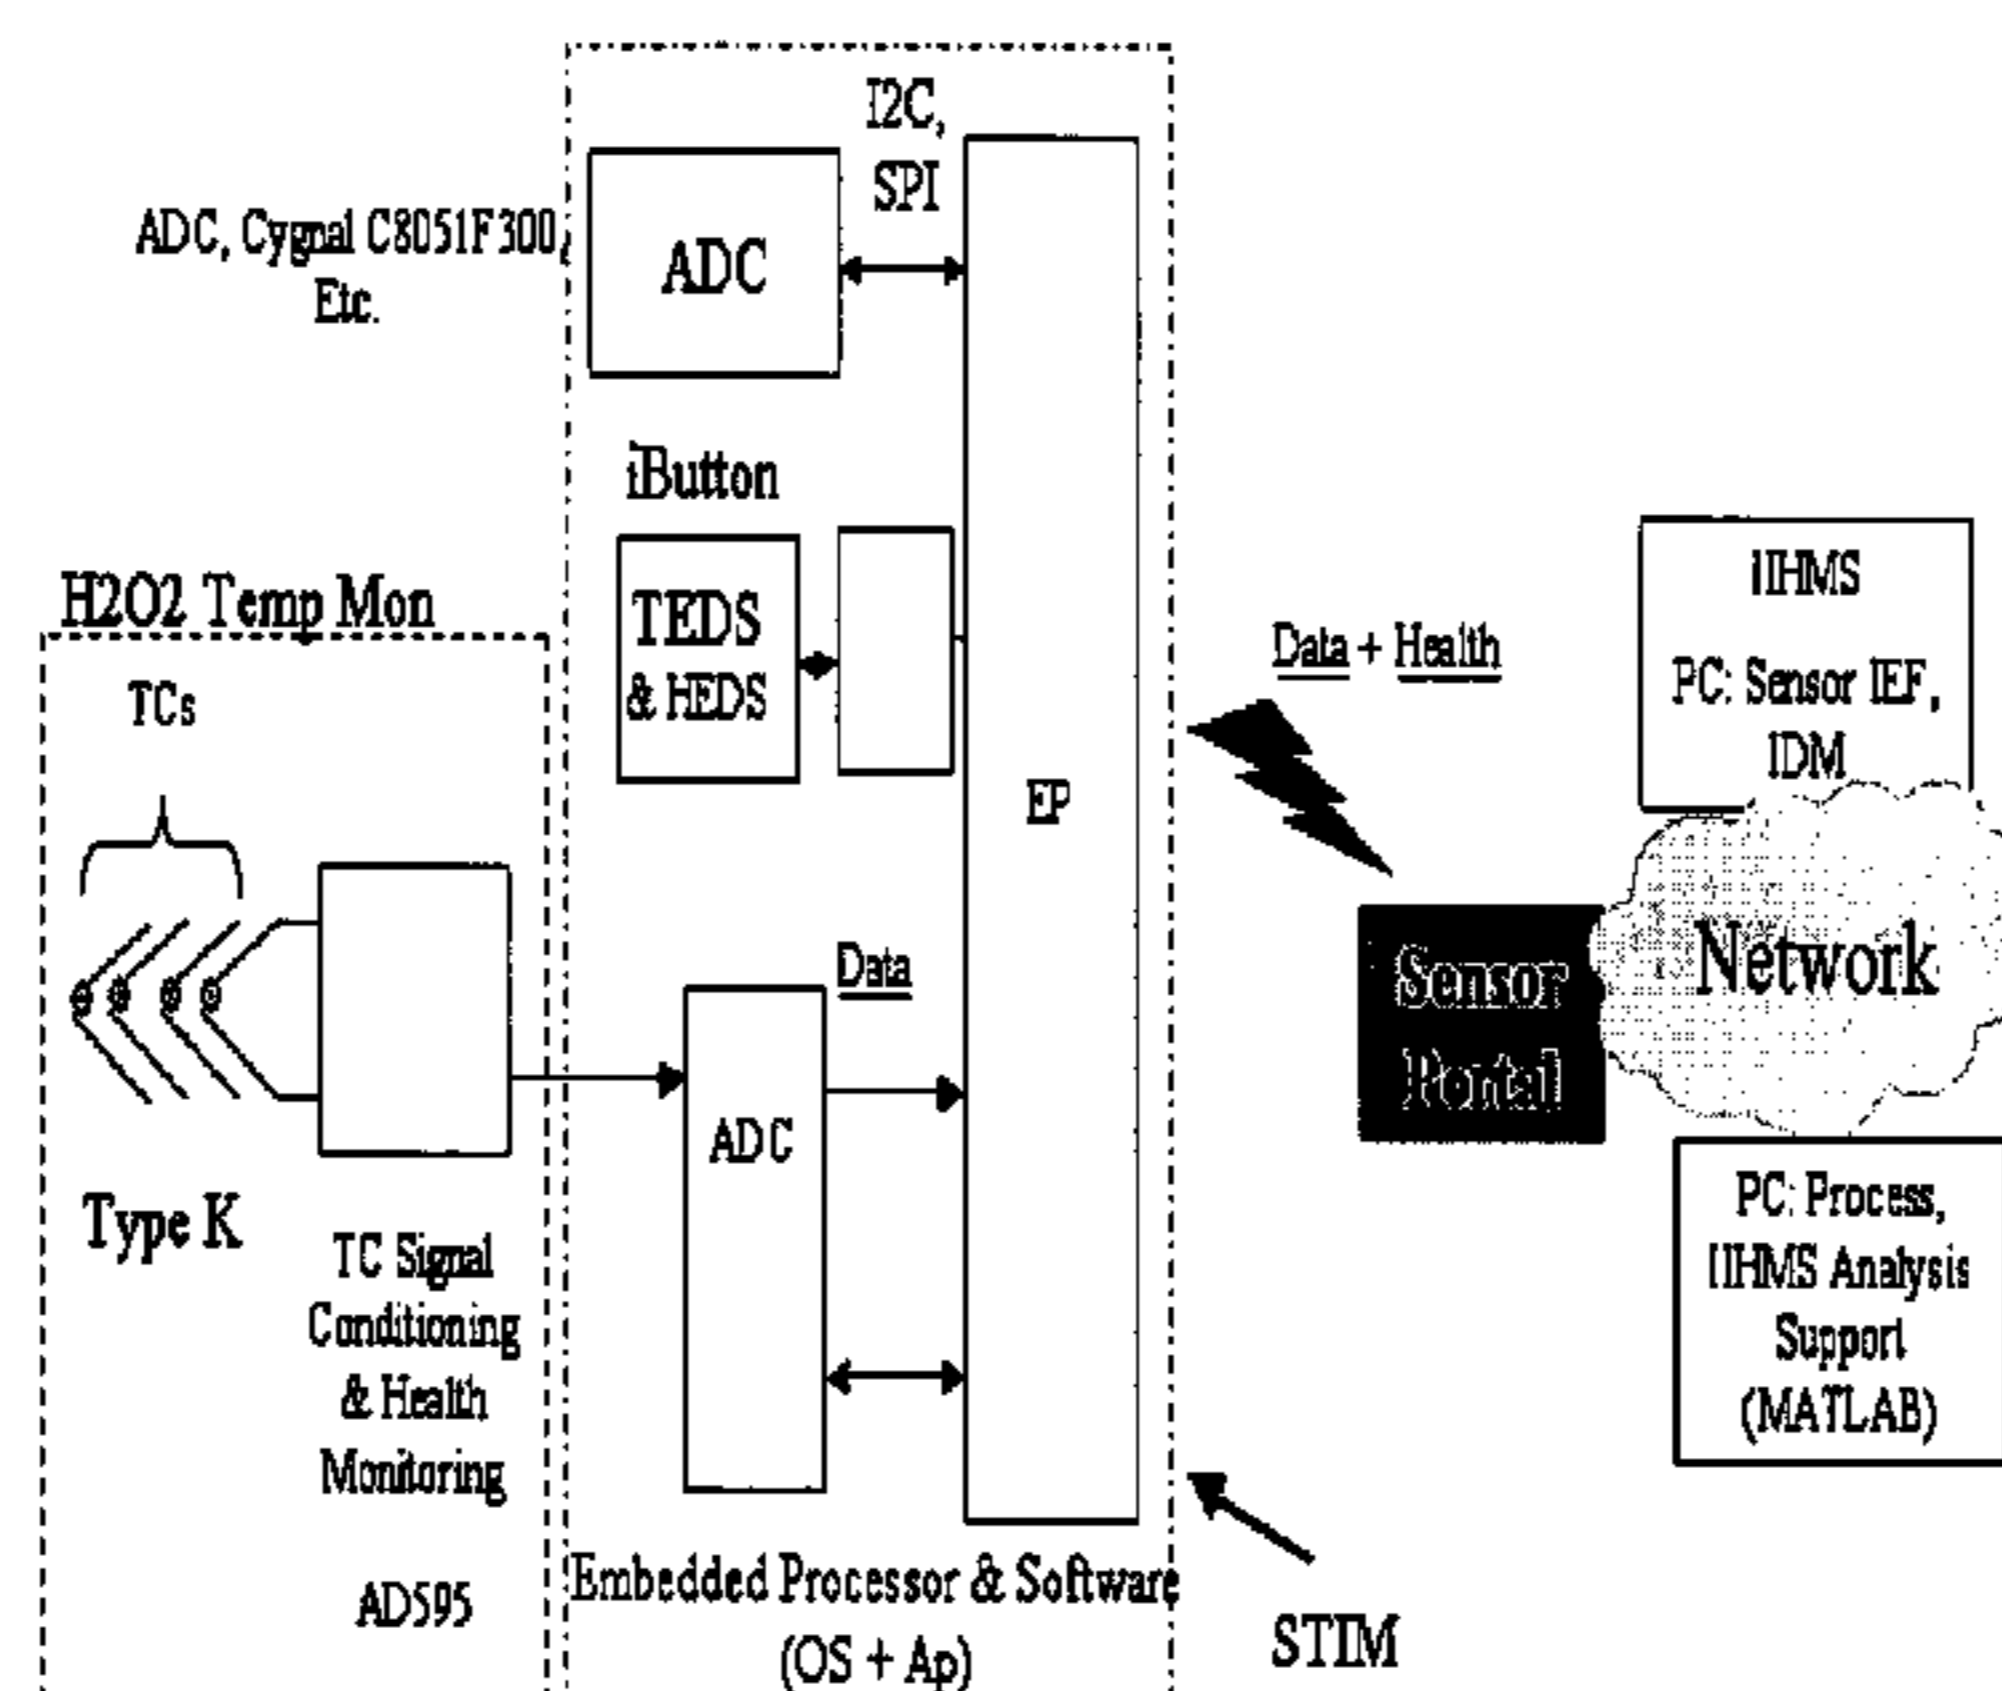 I2C,
SPI
ADC, Cygnal C8051F300,
Etc.
ADC
iButton
TEDS
& HEDS
H2O2 Temp Mon
TCs
Type K
TC Signal
Conditioning
& Health
Monitoring
AD595
Data
ADC
EP
Embedded Processor & Software
(OS + Ap)
STIM
Data + Health
Sensor
Portal
Network
IIHMS
PC: Sensor IEF,
IDM
PC: Process,
IIHMS Analysis
Support
(MATLAB)